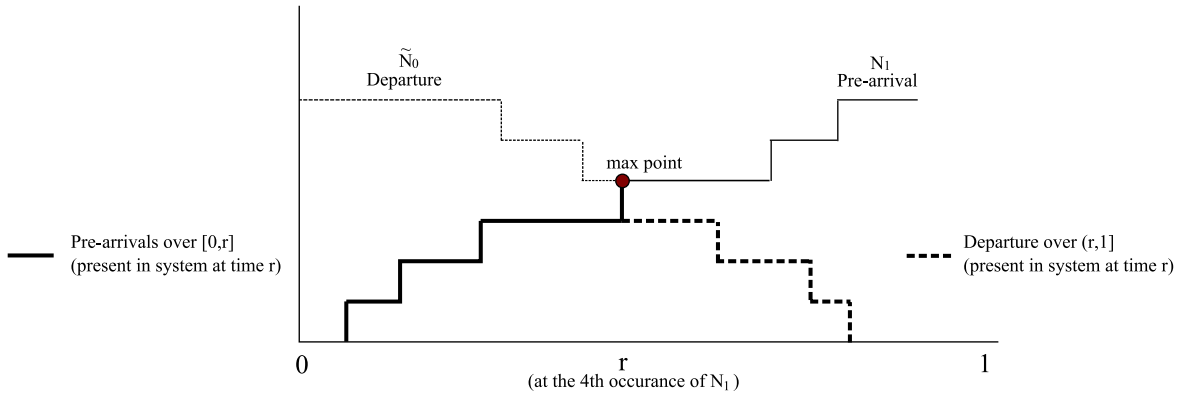 Ñ0
Departure
N1
Pre-arrival
max point
Pre-arrivals over [0,r]
(present in system at time r)
Departure over (r,1]
(present in system at time r)
0
r
1
(at the 4th occurance of N1)